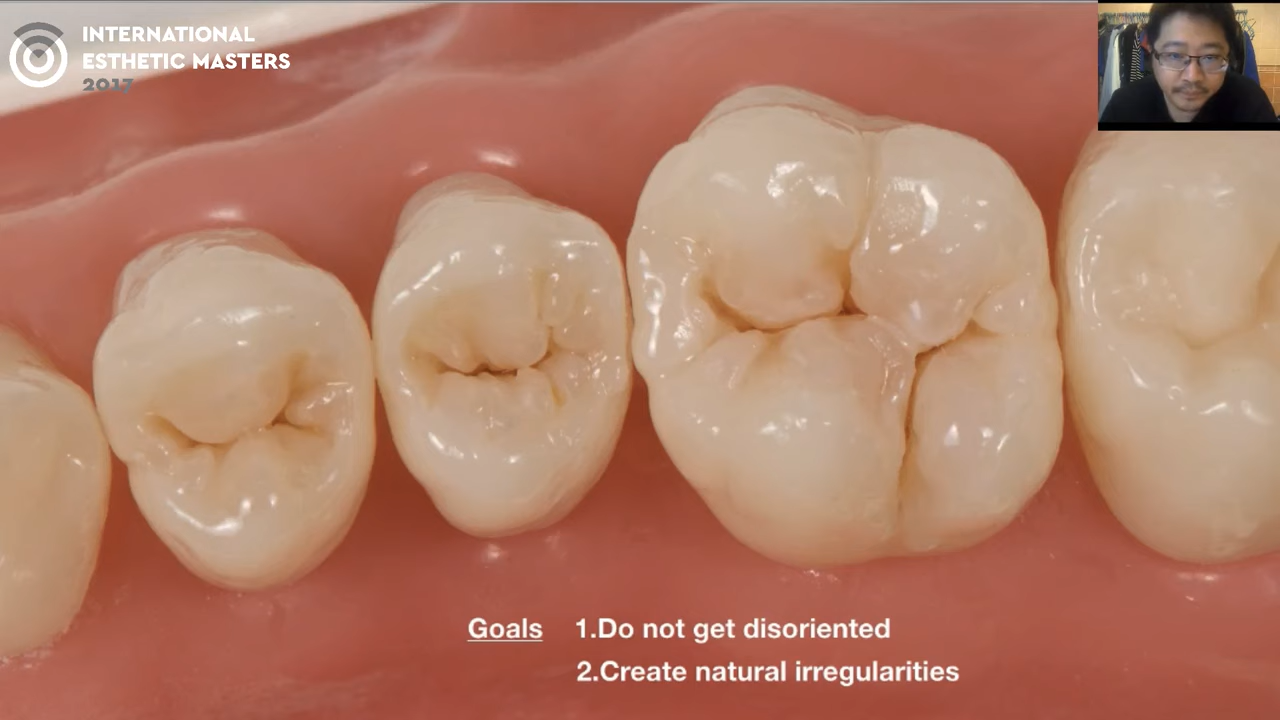 INTERNATIONAL
ESTHETIC MASTERS
2017
Goals 1.Do not get disoriented
2.Create natural irregularities